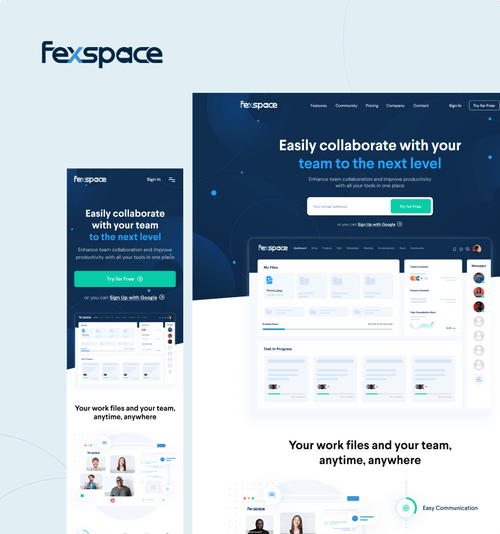 fexspace
fexspace
Features
Community
Pricing
Company
Contact
Sign In
Try for Free
Easily collaborate with your
team to the next level
Enhance team collaboration and improve productivity
with all your tools in one place
Your email address
Try for Free
or you can Sign Up with Google
fexspace
Dashboard
My Files
Photos.jpeg
Messages
Task In Progress
Your work files and your team,
anytime, anywhere
Easy Communication
fexspace
Sign In
Easily collaborate
with your team
to the next level
Enhance team collaboration and improve
productivity with all your tools in one place
Try for Free
or you can Sign Up with Google
fexspace
Your work files and your team,
anytime, anywhere